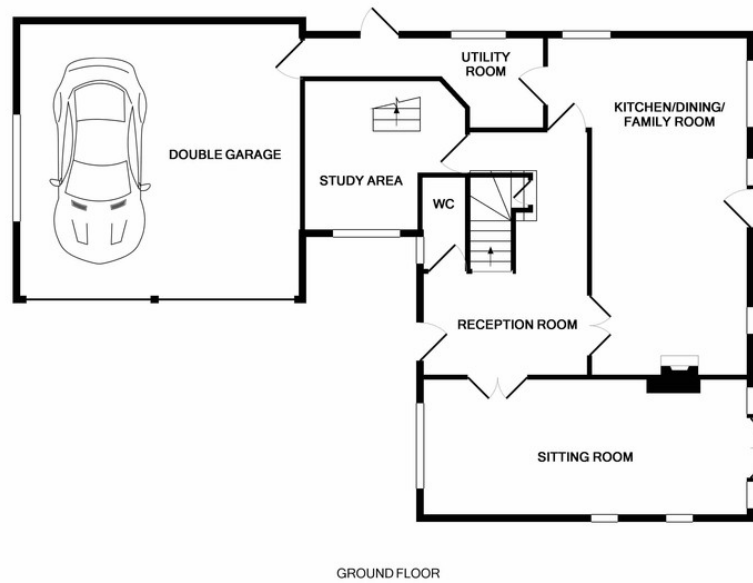 UTILITY
ROOM
KITCHEN/DINING/
FAMILY ROOM
DOUBLE GARAGE
STUDY AREA
WC
RECEPTION ROOM
SITTING ROOM
GROUND FLOOR